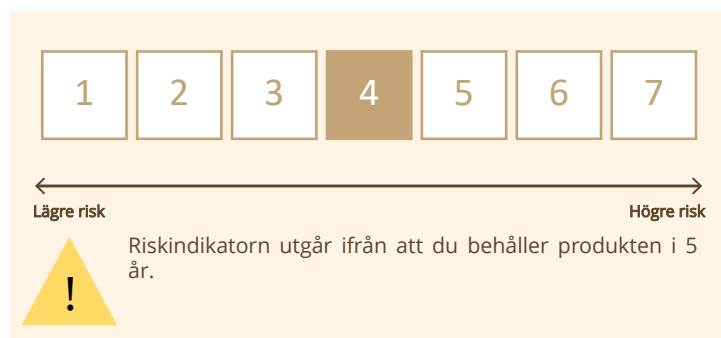 1 2 3 4 5 6 7
Lägre risk Högre risk
Riskindikatorn utgår ifrån att du behåller produkten i 5
år.
!